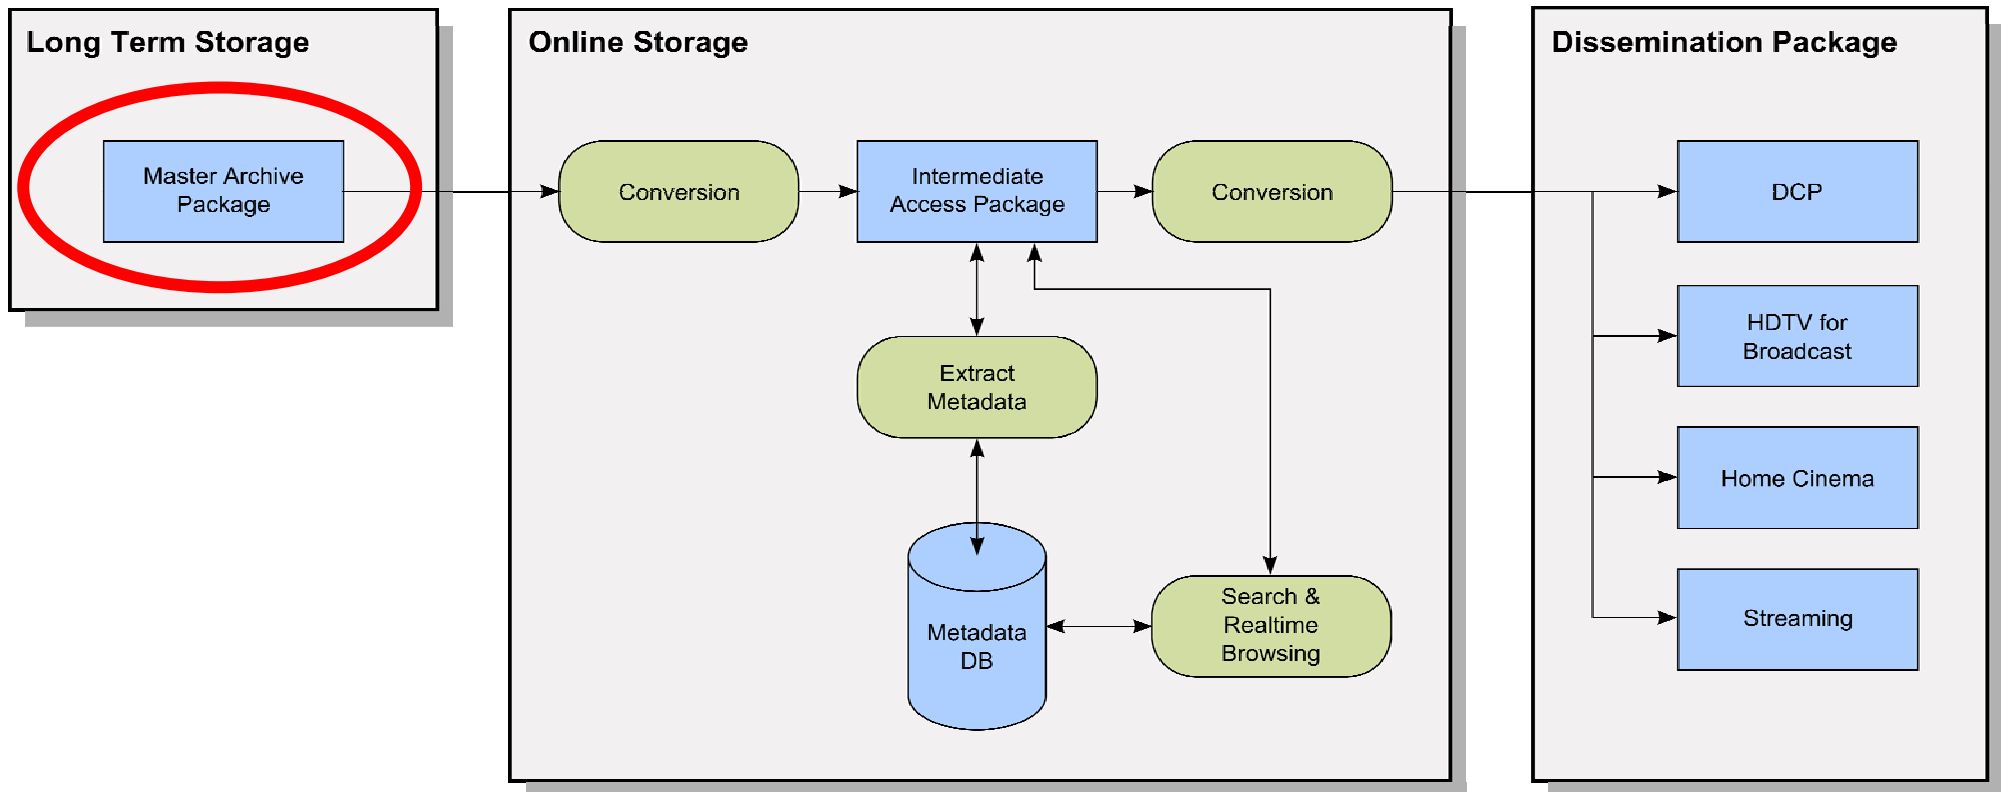 Long Term Storage
Master Archive
Package
Online Storage
Conversion
Intermediate
Access Package
Conversion
Extract
Metadata
Metadata
DB
Search &
Realtime
Browsing
Dissemination Package
DCP
HDTV for
Broadcast
Home Cinema
Streaming